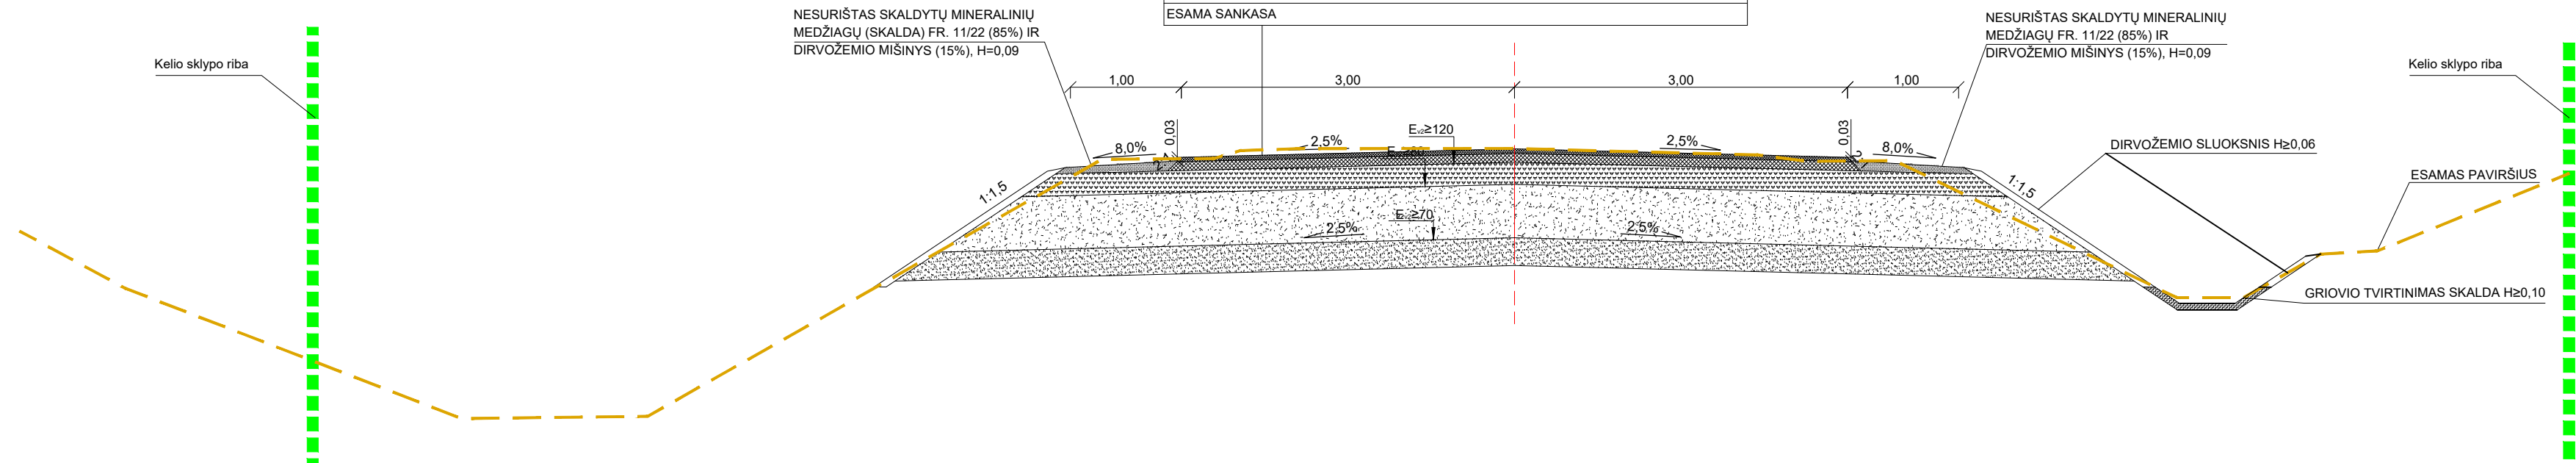 ESAMA SANKASA
NESURIŠTAS SKALDYTŲ MINERALINIŲ
MEDŽIAGŲ (SKALDA) FR. 11/22 (85%) IR
DIRVOŽEMIO MIŠINYS (15%), H=0,09
NESURIŠTAS SKALDYTŲ MINERALINIŲ
MEDŽIAGŲ FR. 11/22 (85%) IR
DIRVOŽEMIO MIŠINYS (15%), H=0,09
Kelio sklypo riba
Kelio sklypo riba
1,00
3,00
3,00
1,00
0,03
0,03
8,0%
2,5%
≥120
2,5%
8,0%
DIRVOŽEMIO SLUOKSNIS H≥0,06
ESAMAS PAVIRŠIUS
1:1,5
1:1,5
≥70
2,5%
2,5%
GRIOVIO TVIRTINIMAS SKALDA H≥0,10